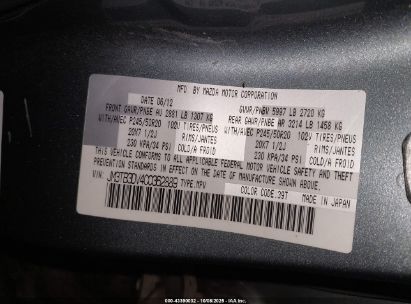 MFD. BY MAZDA MOTOR CORPORATION
DATE 06/12 GVWR/PNBV 5997 LB 2720 KG
FRONT GAWR/PNBE AV 2881 LB 1307 KG REAR GAWR/PNBE AR 3214 LB 1458 KG
WITH/AVEC P245/50R20 102V TIRES/PNEUS WITH/AVEC P245/50R20 102V TIRES/PNEUS
20X7 1/2J RIMS/JANTES 20X7 1/2J RIMS/JANTES
230 KPA/34 PSI COLD/A FROID 230 KPA/34 PSI COLD/A FROID
THIS VEHICLE CONFORMS TO ALL APPLICABLE FEDERAL MOTOR VEHICLE SAFETY AND THEFT
PREVENTION STANDARDS IN EFFECT ON THE DATE OF MANUFACTURE SHOWN ABOVE.
VIN: TYPE:MPV
COLOR CODE:39T MADE IN JAPAN
000-43390032 - 10/08/2025 - IAAI, Inc.